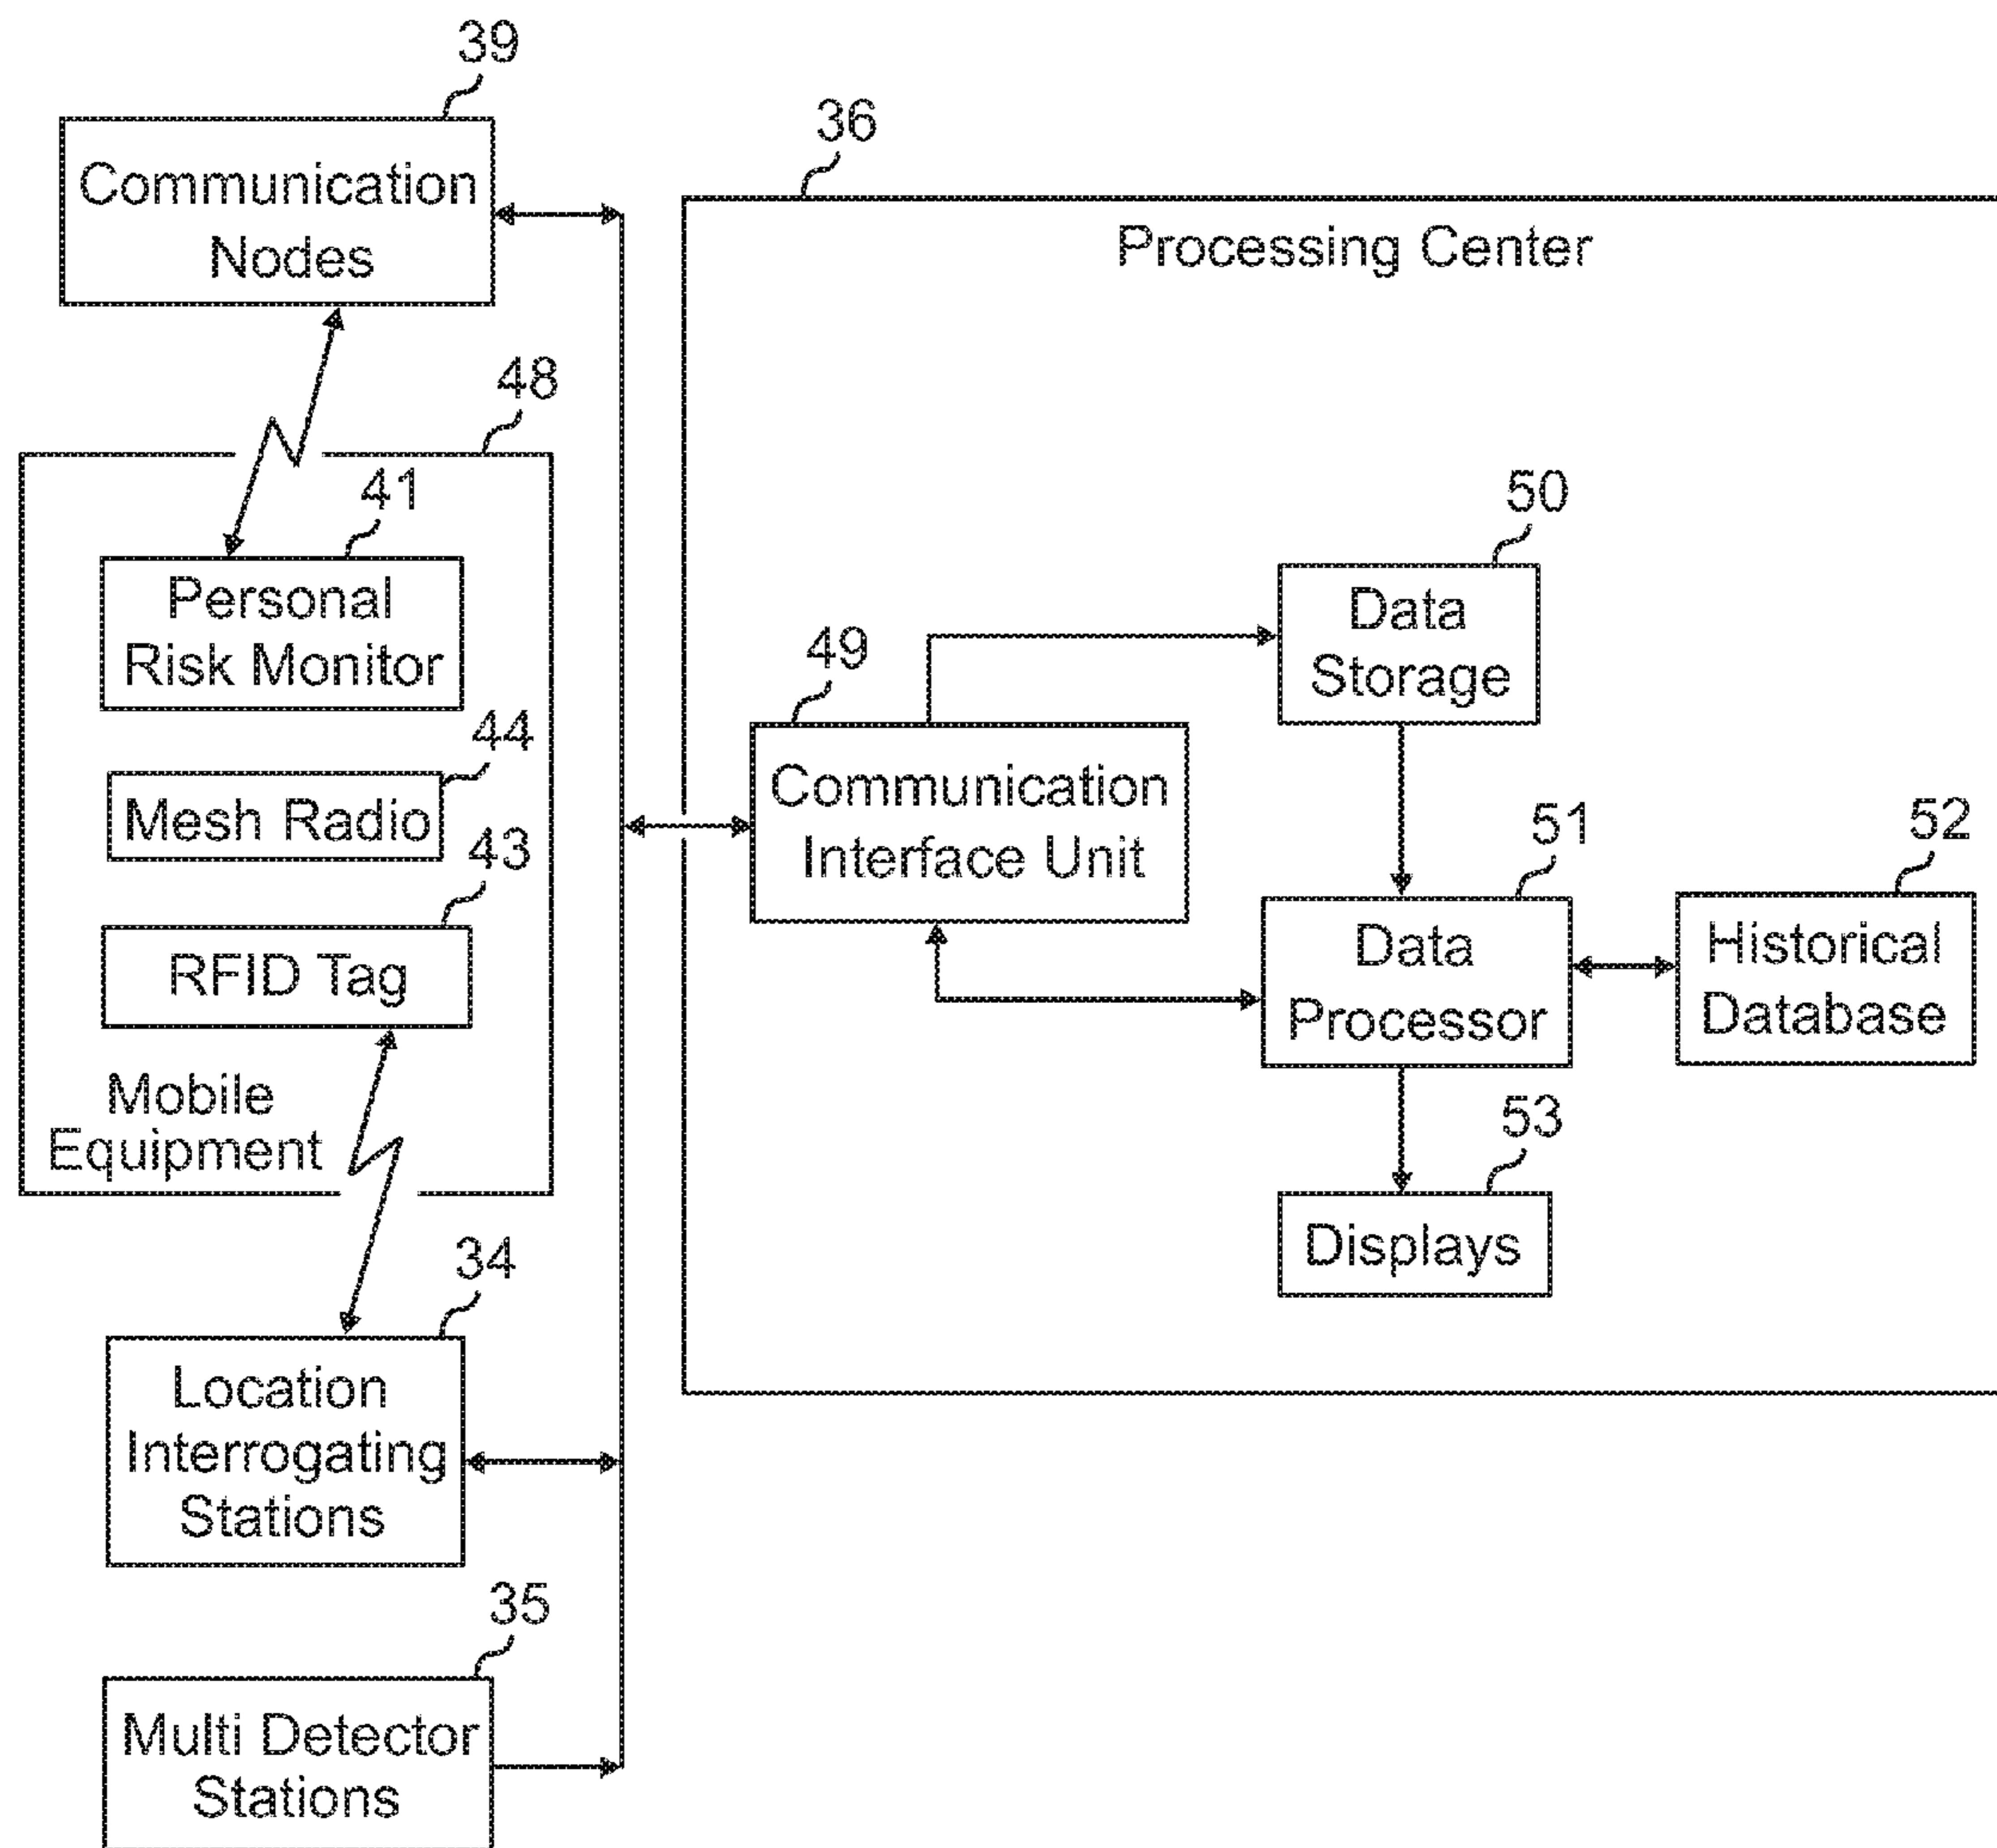 39
Communication
Nodes
36
Processing Center
48
41
Personal
Risk Monitor
44
Mesh Radio
43
RFID Tag
Mobile
Equipment
34
Location
Interrogating
Stations
35
Multi Detector
Stations
49
Communication
Interface Unit
50
Data
Storage
51
Data
Processor
52
Historical
Database
53
Displays